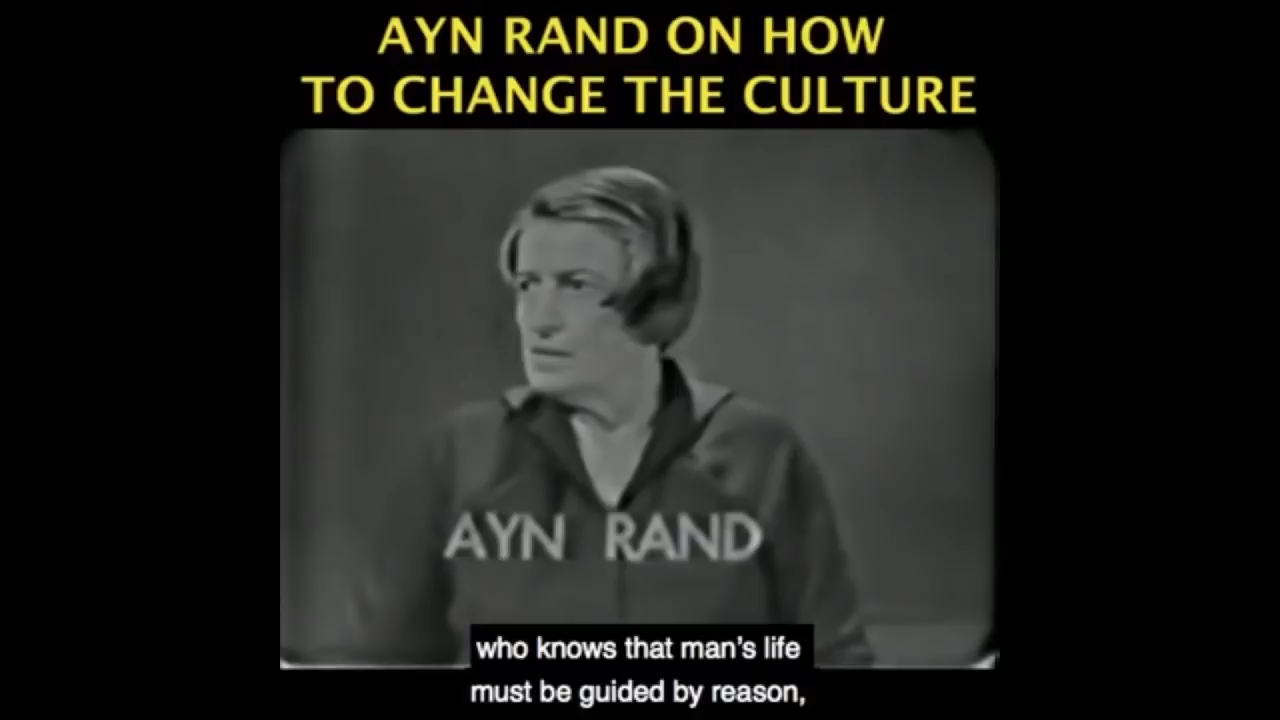 AYN RAND ON HOW
TO CHANGE THE CULTURE
AYN RAND
who knows that man's life
must be guided by reason,